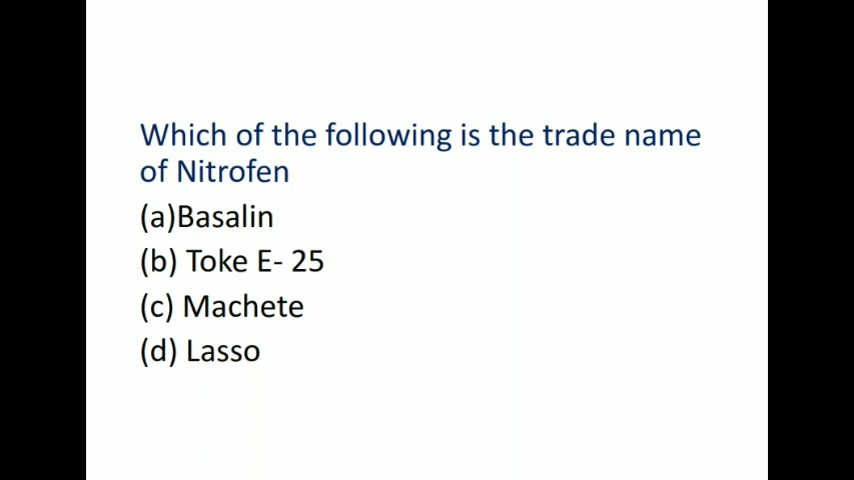 Which of the following is the trade name
of Nitrofen
(a)Basalin
(b) Toke E- 25
(c) Machete
(d) Lasso